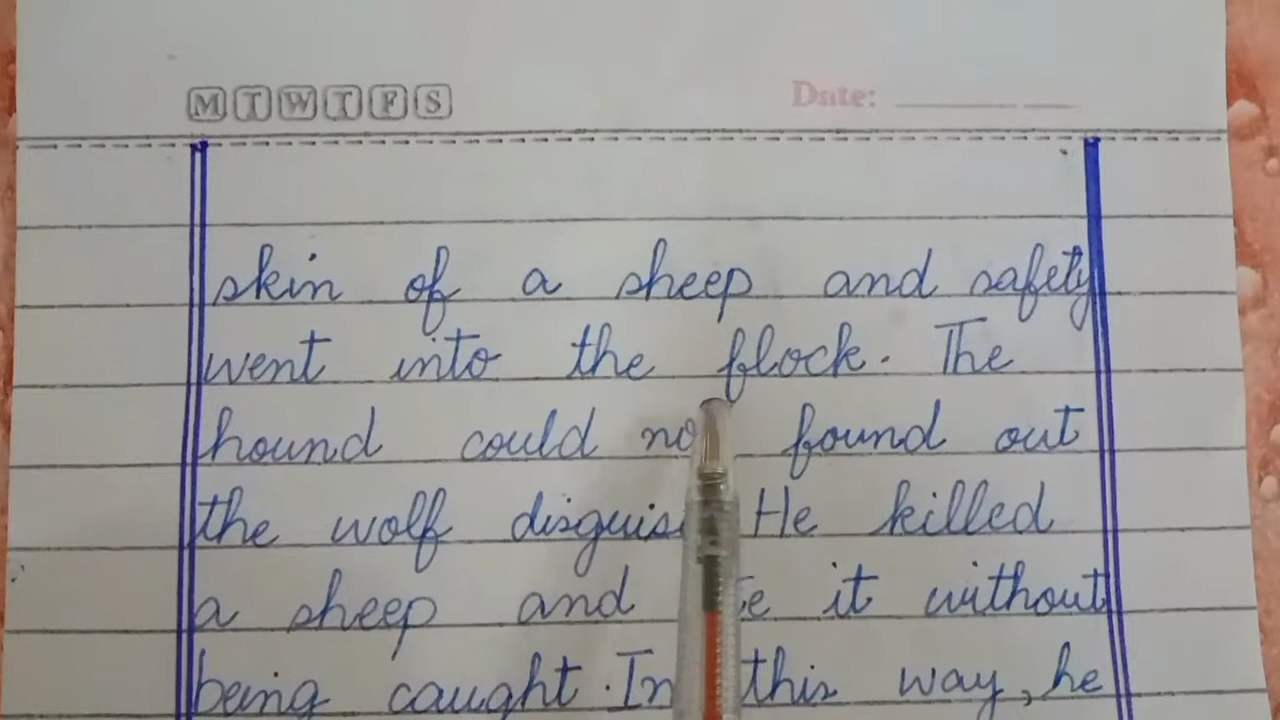 M T W T F S Date:
skin of a sheep and safety
went into the flock. The
hound could found out
the wolf He killed
a sheep and it without
being caught. In this way, he